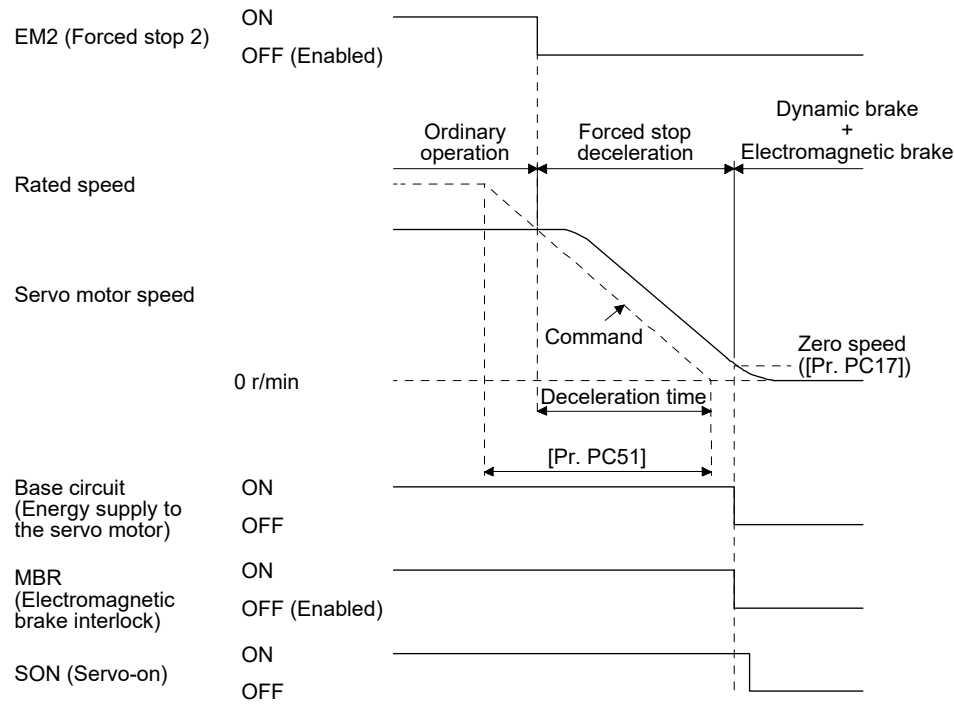 EM2 (Forced stop 2)
ON
OFF (Enabled)
Ordinary
operation
Forced stop
deceleration
Dynamic brake
+
Electromagnetic brake
Rated speed
Servo motor speed
Command
Zero speed
([Pr. PC17])
0 r/min
Deceleration time
[Pr. PC51]
Base circuit
(Energy supply to
the servo motor)
ON
OFF
MBR
(Electromagnetic
brake interlock)
ON
OFF (Enabled)
SON (Servo-on)
ON
OFF